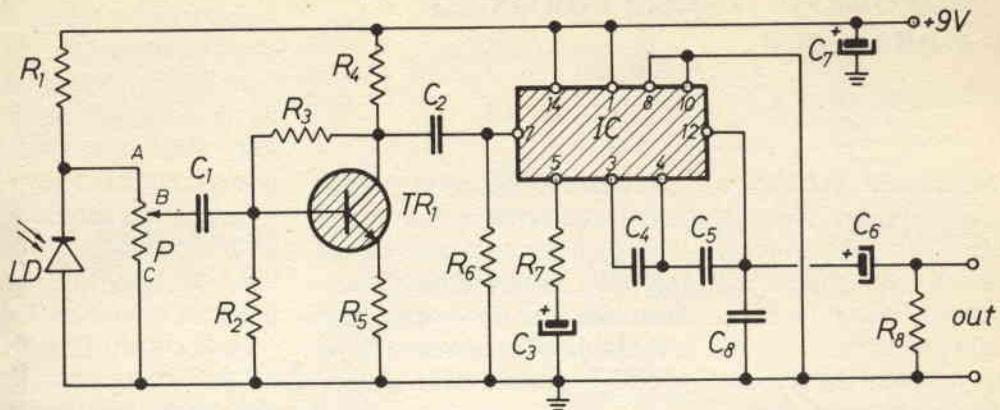 +9V
R1
R4
C7
+
R3
C2
14
1
8
10
7
IC
12
A
C1
B
P
C
TR1
5
3
4
LD
R6
R7
C4
C5
C6
+
R2
R5
+
C3
C8
R8
out